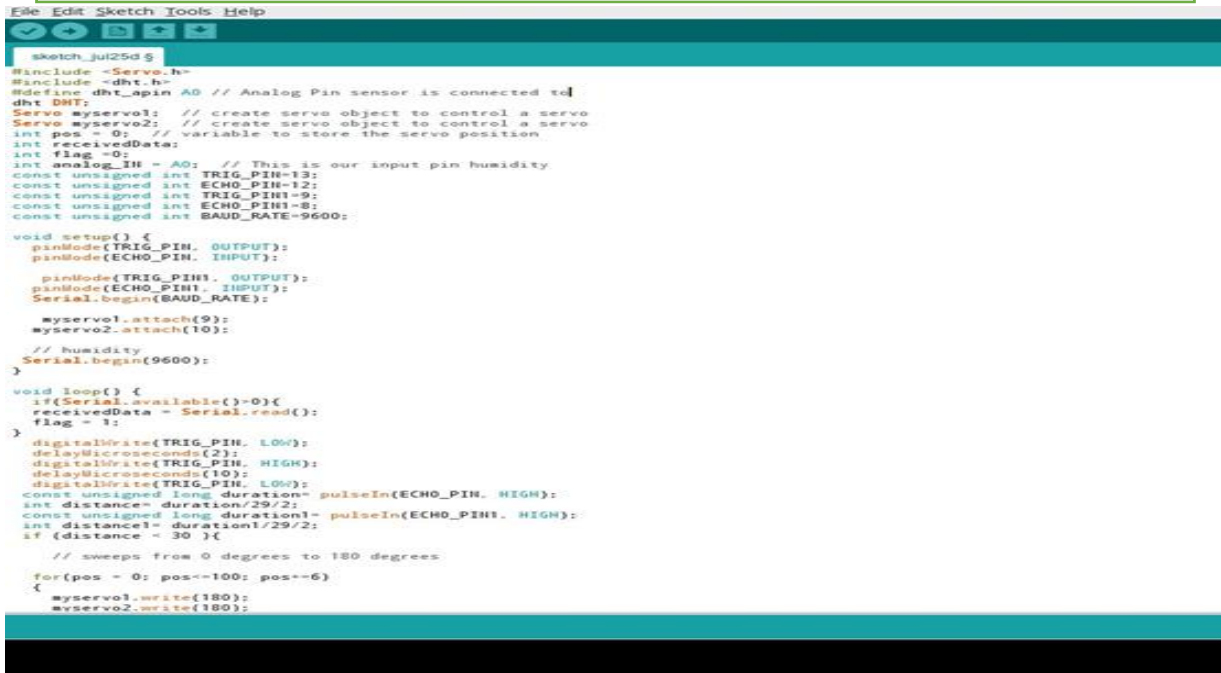 File Edit Sketch Tools Help
sketch_jul25d §
#include <Servo.h>
#include <dht.h>
#define dht_apin A0 // Analog Pin sensor is connected to
dht DHT;
Servo myservo1; // create servo object to control a servo
Servo myservo2; // create servo object to control a servo
int pos = 0; // variable to store the servo position
int receivedData;
int flag =0;
int analog_IN = A0; // This is our input pin humidity
const unsigned int TRIG_PIN=13;
const unsigned int ECHO_PIN=12;
const unsigned int TRIG_PIN1=9;
const unsigned int ECHO_PIN1=8;
const unsigned int BAUD_RATE=9600;
void setup() {
pinMode(TRIG_PIN, OUTPUT);
pinMode(ECHO_PIN, INPUT);
pinMode(TRIG_PIN1, OUTPUT);
pinMode(ECHO_PIN1, INPUT);
Serial.begin(BAUD_RATE);
myservo1.attach(9);
myservo2.attach(10);
// humidity
Serial.begin(9600);
}
void loop() {
if(Serial.available()>0){
receivedData = Serial.read();
flag = 1;
}
digitalWrite(TRIG_PIN, LOW);
delayMicroseconds(2);
digitalWrite(TRIG_PIN, HIGH);
delayMicroseconds(10);
digitalWrite(TRIG_PIN, LOW);
const unsigned long duration= pulseIn(ECHO_PIN, HIGH);
int distance= duration/29/2;
const unsigned long duration1= pulseIn(ECHO_PIN1, HIGH);
int distance1= duration1/29/2;
if (distance < 30 ){
// sweeps from 0 degrees to 180 degrees
for(pos = 0; pos<=100; pos+=6)
{
myservo1.write(180);
myservo2.write(180);